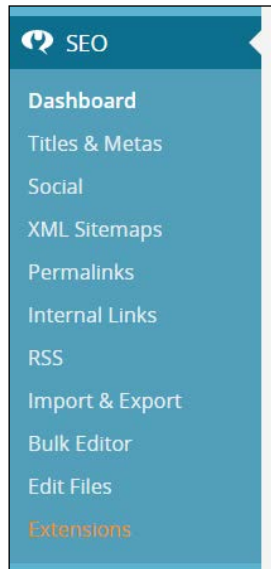 SEO
Dashboard
Titles & Metas
Social
XML Sitemaps
Permalinks
Internal Links
RSS
Import & Export
Bulk Editor
Edit Files
Extensions